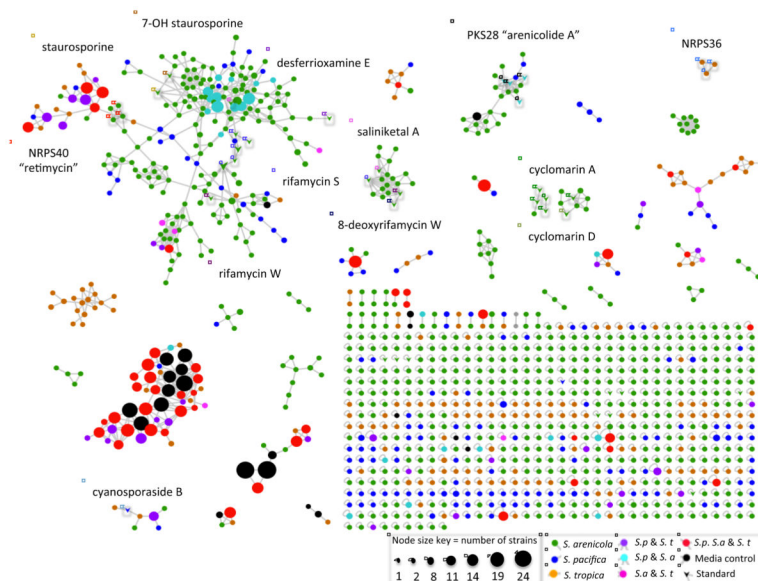 7-OH staurosporine
staurosporine
PKS28 “arenicolide A”
desferrioxamine E
NRPS36
saliniketal A
NRPS40
“retimycin”
rifamycin S
cyclomarin A
8-deoxyrifamycin W
cyclomarin D
rifamycin W
cyanosporaside B
Node size key = number of strains
1 2 8 11 14 19 24
S. arenicola
S. pacifica
S. tropica
S.p & S. t
S.p & S. a
S.a & S. t
S.p, S.a & S. t
Media control
Standard